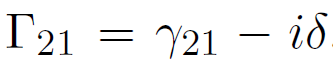 Γ₂₁ = γ₂₁ − iδ